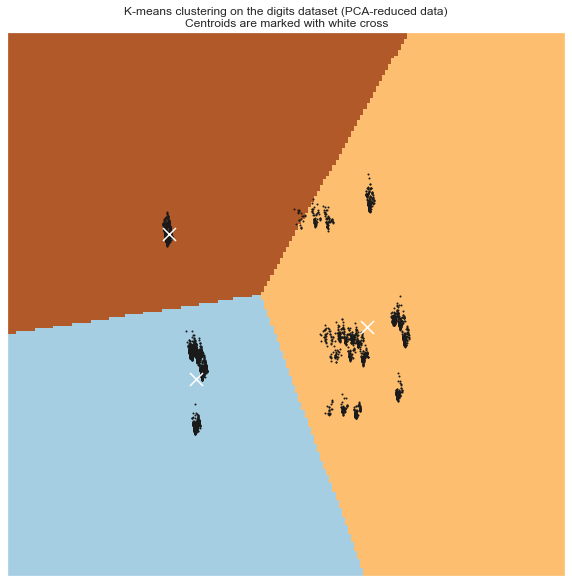 K-means clustering on the digits dataset (PCA-reduced data)
Centroids are marked with white cross